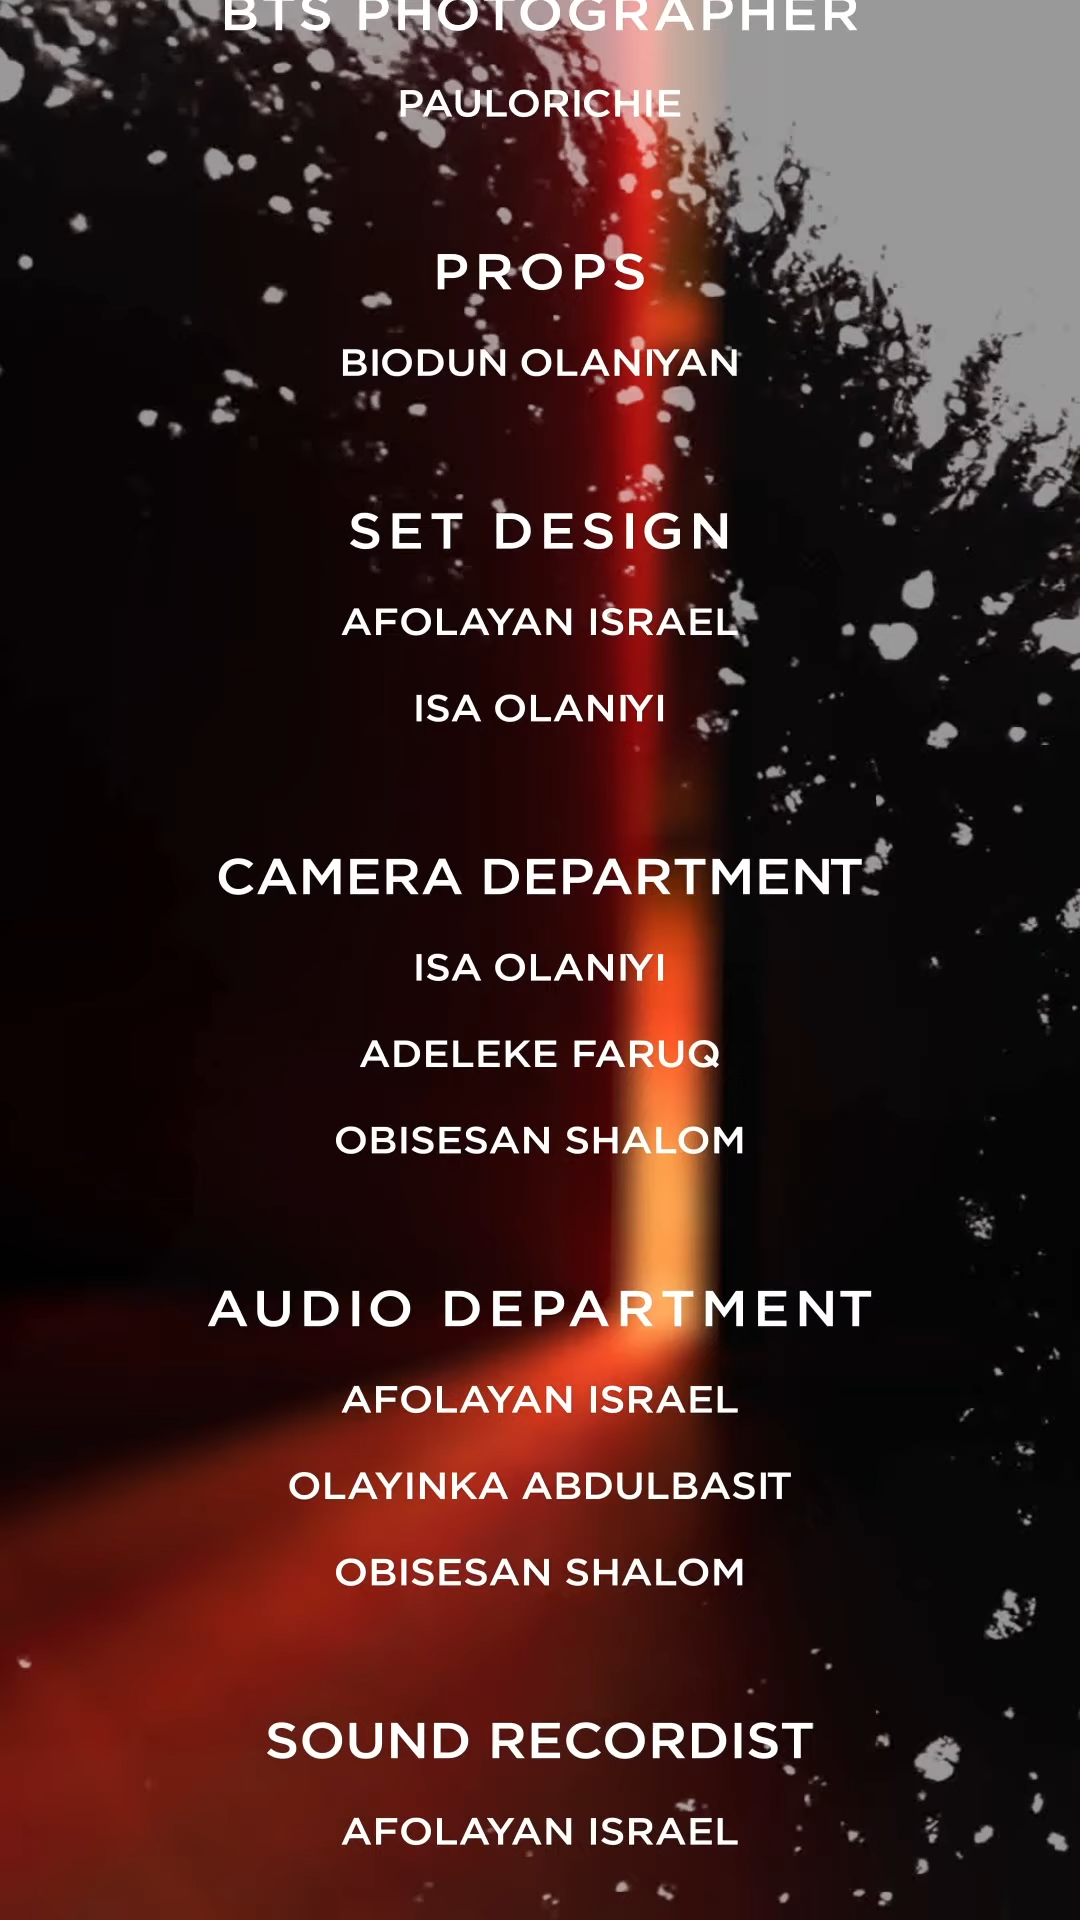 BTS PHOTOGRAPHER
PAULORICHIE
PROPS
BIODUN OLANIYAN
SET DESIGN
AFOLAYAN ISRAEL
ISA OLANIYI
CAMERA DEPARTMENT
ISA OLANIYI
ADELEKE FARUQ
OBISESAN SHALOM
AUDIO DEPARTMENT
AFOLAYAN ISRAEL
OLAYINKA ABDULBASIT
OBISESAN SHALOM
SOUND RECORDIST
AFOLAYAN ISRAEL